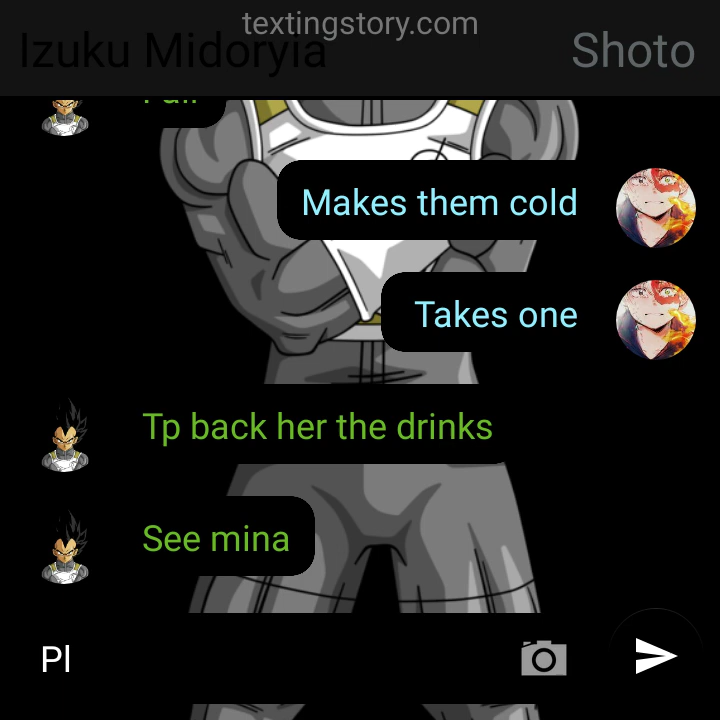 textingstory.com
Izuku Midoryia
Shoto
Makes them cold
Takes one
Tp back her the drinks
See mina
Pl